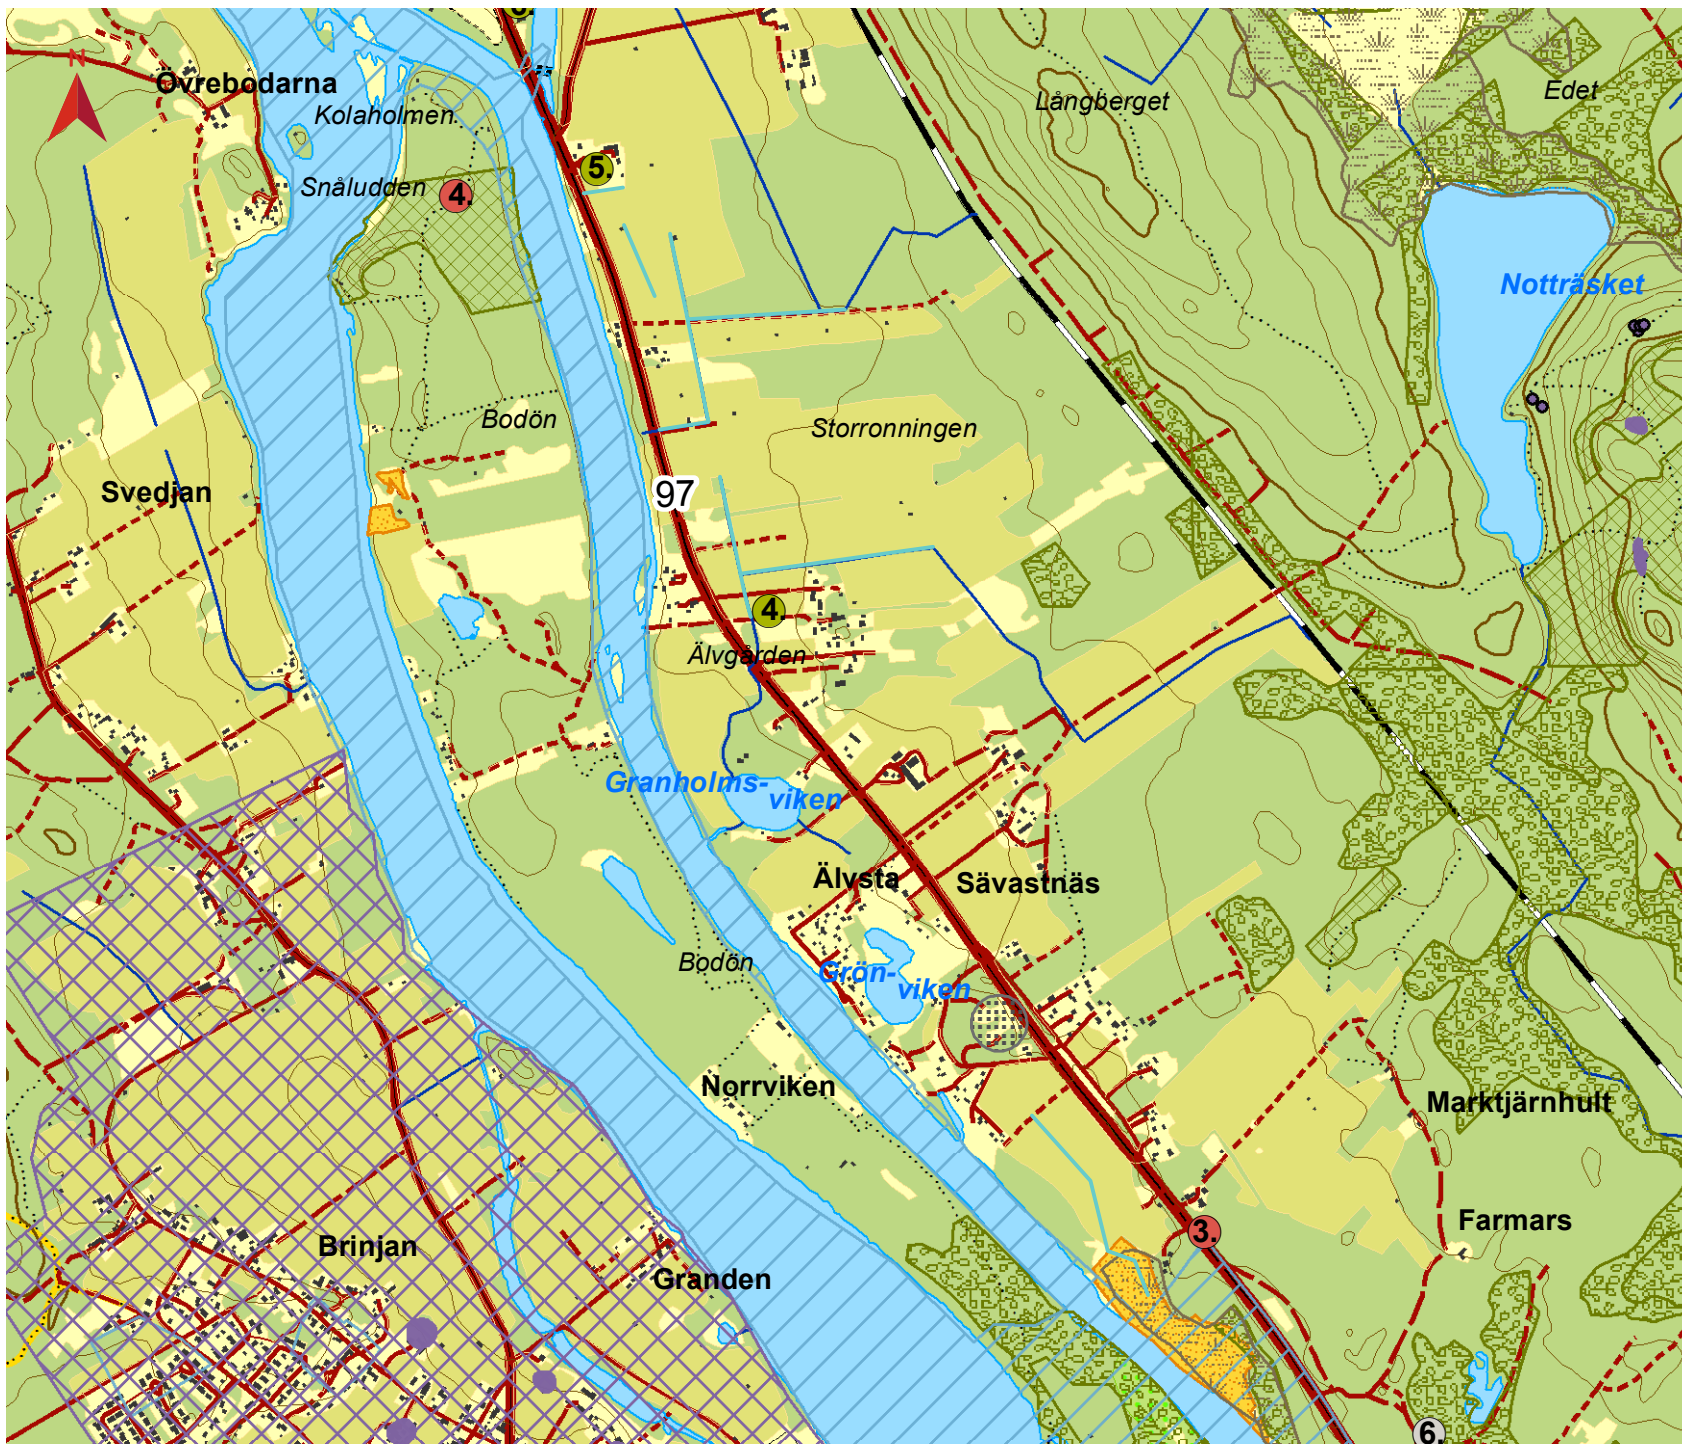 N
Övrebodarna
Kolaholmen
Snåludden
4.
5.
Långberget
Edet
Notträsket
Bodön
Storronningen
Svedjan
97
4.
Älvgården
Granholms-
viken
Älvsta
Sävastnäs
Bodön
Grön-
viken
Norrviken
Marktjärnhult
Brinjan
Granden
3.
Farmars
6.